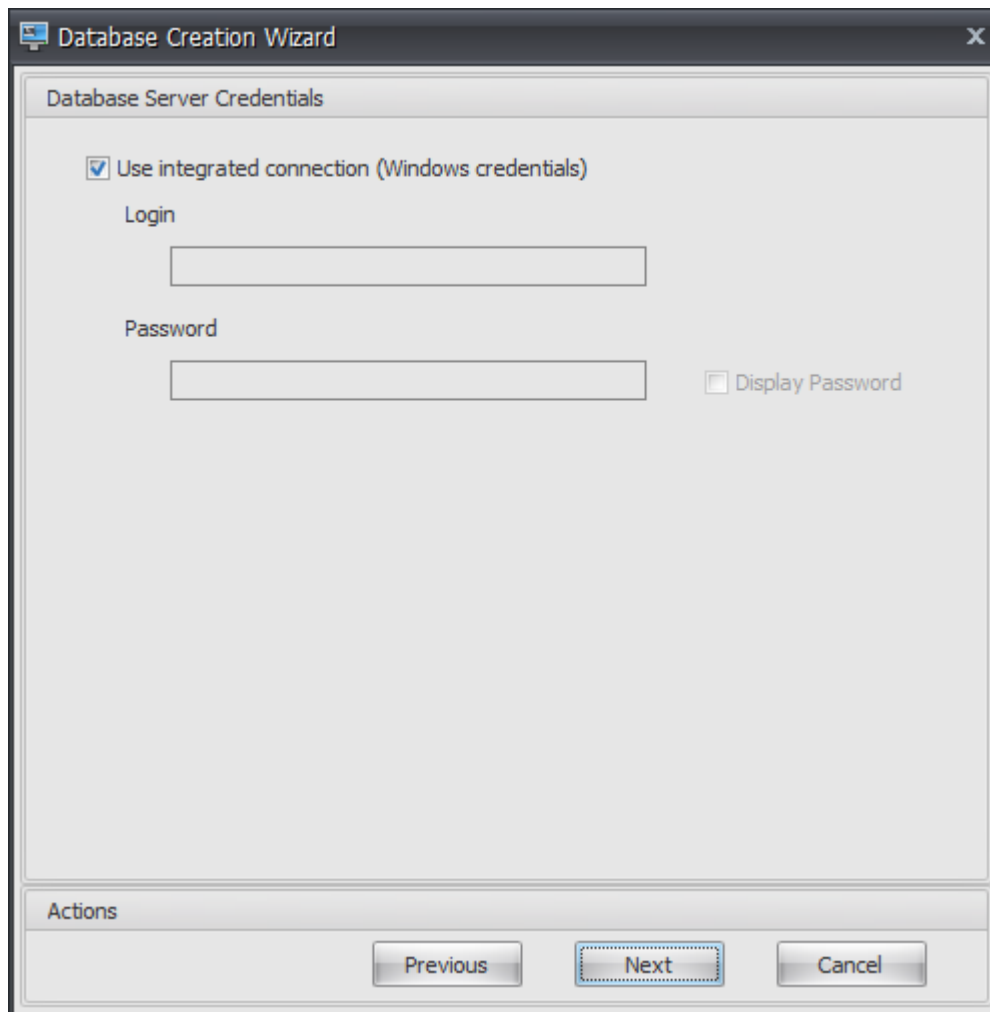 Database Creation Wizard
Database Server Credentials
Use integrated connection (Windows credentials)
Login
Password
Display Password
Actions
Previous Next Cancel